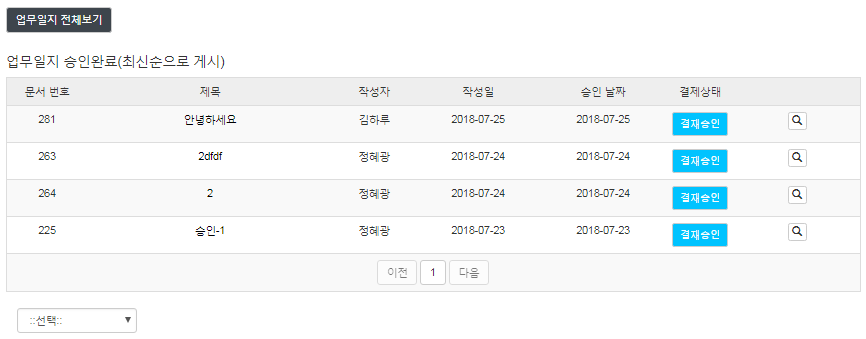 업무일지 전체보기
업무일지 승인완료(최신순으로 게시)
문서 번호 제목 작성자 작성일 승인 날짜 결제상태
281 안녕하세요 김하루 2018-07-25 2018-07-25 결재승인
263 2dfdf 정혜광 2018-07-24 2018-07-24 결재승인
264 2 정혜광 2018-07-24 2018-07-24 결재승인
225 승인-1 정혜광 2018-07-23 2018-07-23 결재승인
이전 1 다음
::선택::